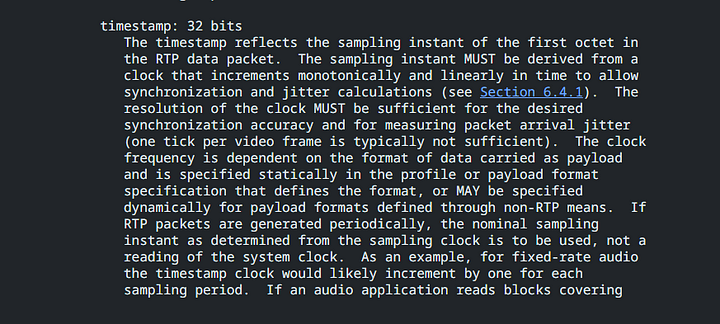 timestamp: 32 bits
The timestamp reflects the sampling instant of the first octet in
the RTP data packet.  The sampling instant MUST be derived from a
clock that increments monotonically and linearly in time to allow
synchronization and jitter calculations (see Section 6.4.1).  The
resolution of the clock MUST be sufficient for the desired
synchronization accuracy and for measuring packet arrival jitter
(one tick per video frame is typically not sufficient).  The clock
frequency is dependent on the format of data carried as payload
and is specified statically in the profile or payload format
specification that defines the format, or MAY be specified
dynamically for payload formats defined through non-RTP means.  If
RTP packets are generated periodically, the nominal sampling
instant as determined from the sampling clock is to be used, not a
reading of the system clock.  As an example, for fixed-rate audio
the timestamp clock would likely increment by one for each
sampling period.  If an audio application reads blocks covering